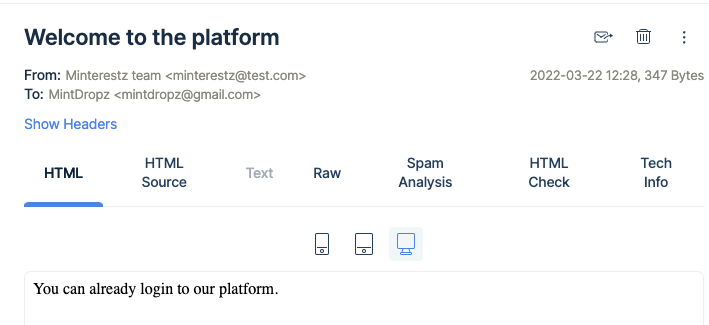 Welcome to the platform
From: Minterestz team <minterestz@test.com>
2022-03-22 12:28, 347 Bytes
To: MintDropz <mintdropz@gmail.com>
Show Headers
HTML
HTML Source
Text
Raw
Spam Analysis
HTML Check
Tech Info
You can already login to our platform.